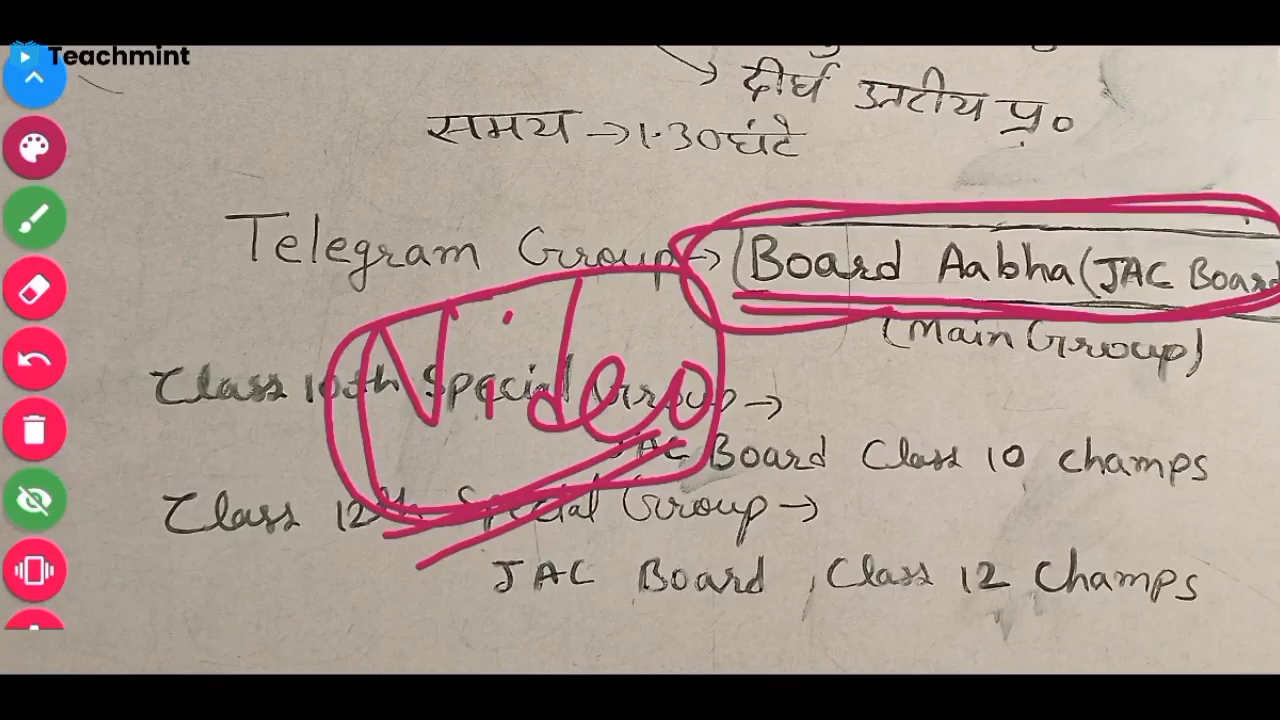 Teachmint
→ दीर्घ उत्तरीय प्र०
समय → 1.30 घंटे
Telegram Group → Board Aabha (JAC Board
(Main Group)
Video
Class 10th Special Group →
JAC Board Class 10 champs
Class 12th Special Group →
JAC Board, Class 12 Champs